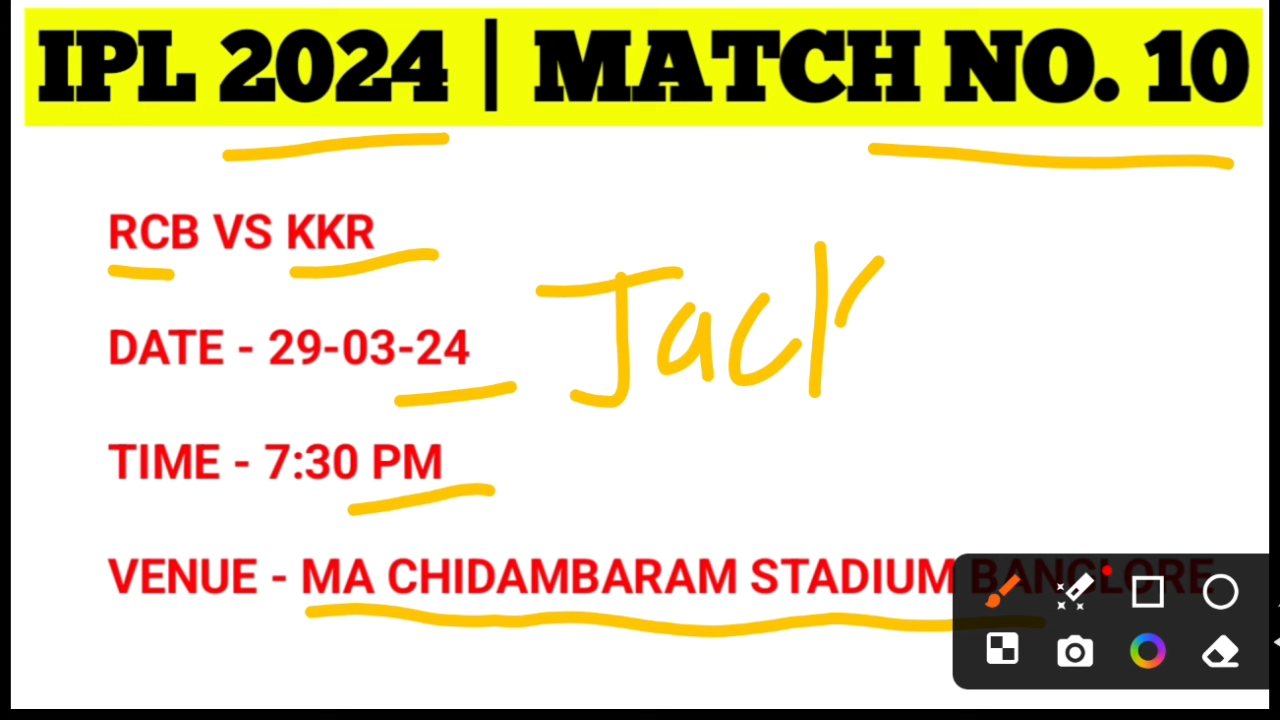 IPL 2024 | MATCH NO. 10
RCB VS KKR
Jack
DATE - 29-03-24
TIME - 7:30 PM
VENUE - MA CHIDAMBARAM STADIUM BANGLORE